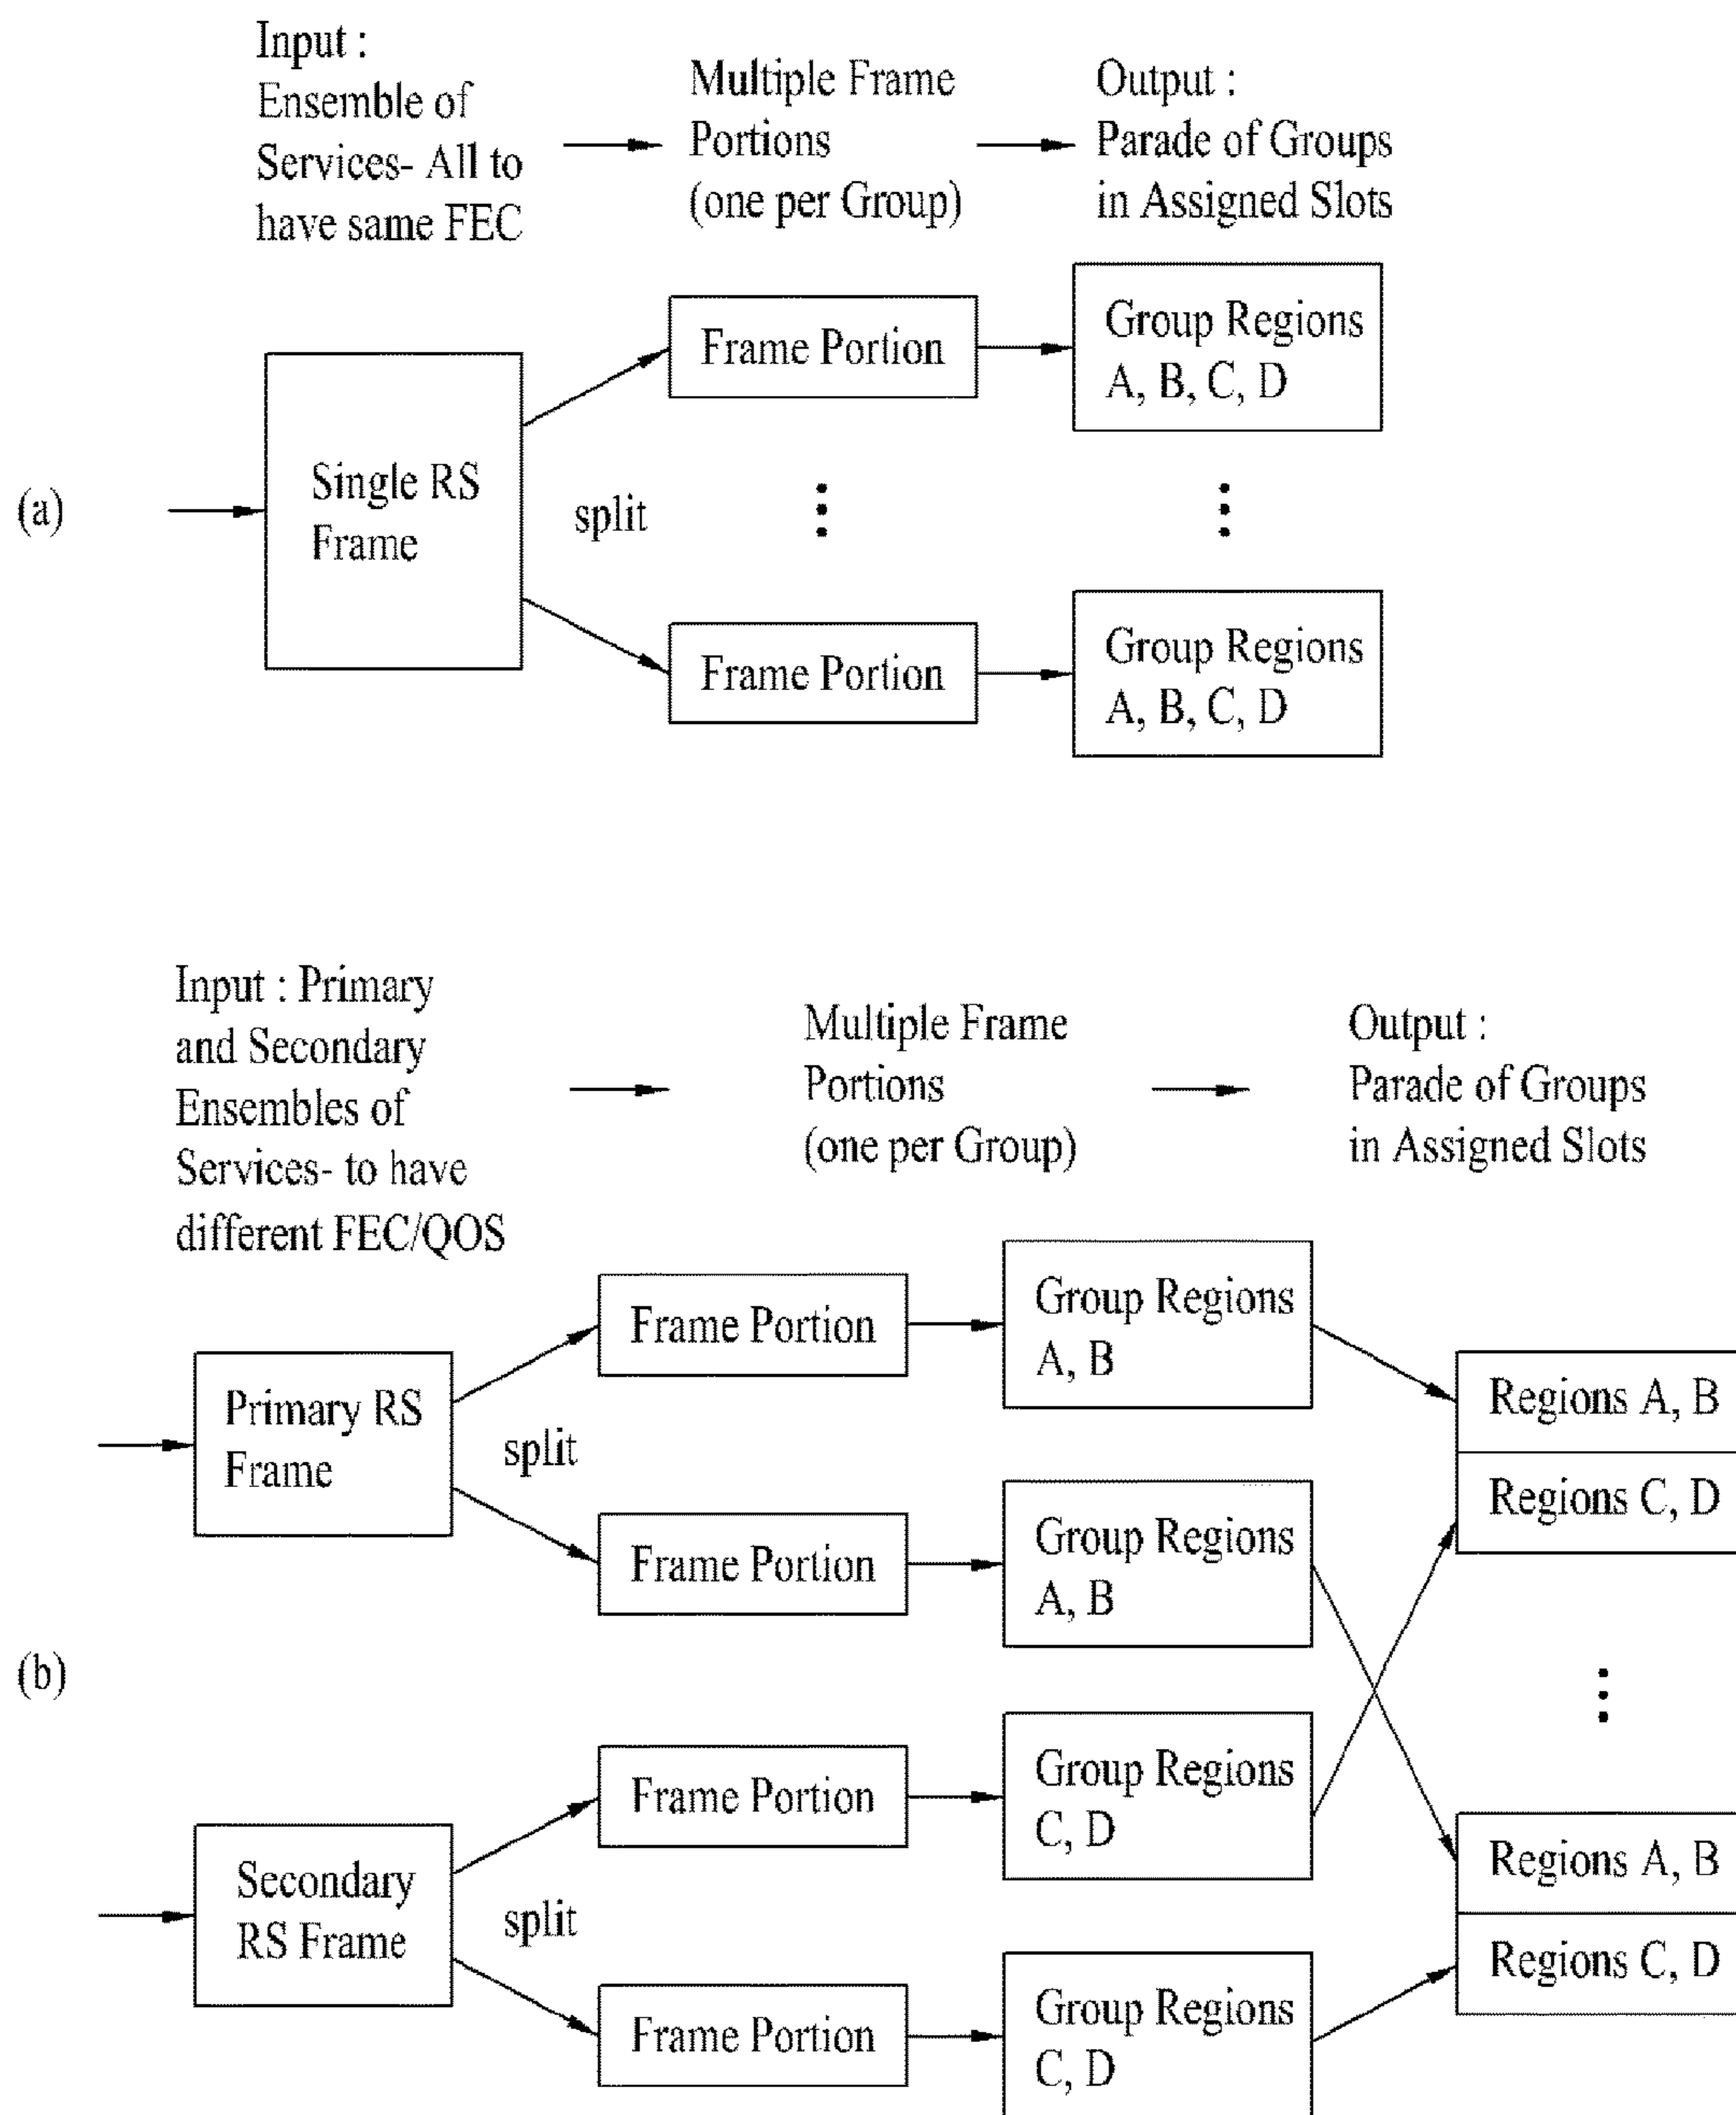 Input :
Ensemble of
Services- All to
have same FEC
Multiple Frame
Portions
(one per Group)
Output :
Parade of Groups
in Assigned Slots
(a)
Single RS
Frame
split
Frame Portion
Group Regions
A, B, C, D
Frame Portion
Group Regions
A, B, C, D
Input : Primary
and Secondary
Ensembles of
Services- to have
different FEC/QOS
Multiple Frame
Portions
(one per Group)
Output :
Parade of Groups
in Assigned Slots
(b)
Primary RS
Frame
split
Frame Portion
Group Regions
A, B
Frame Portion
Group Regions
A, B
Regions A, B
Regions C, D
Secondary
RS Frame
split
Frame Portion
Group Regions
C, D
Frame Portion
Group Regions
C, D
Regions A, B
Regions C, D